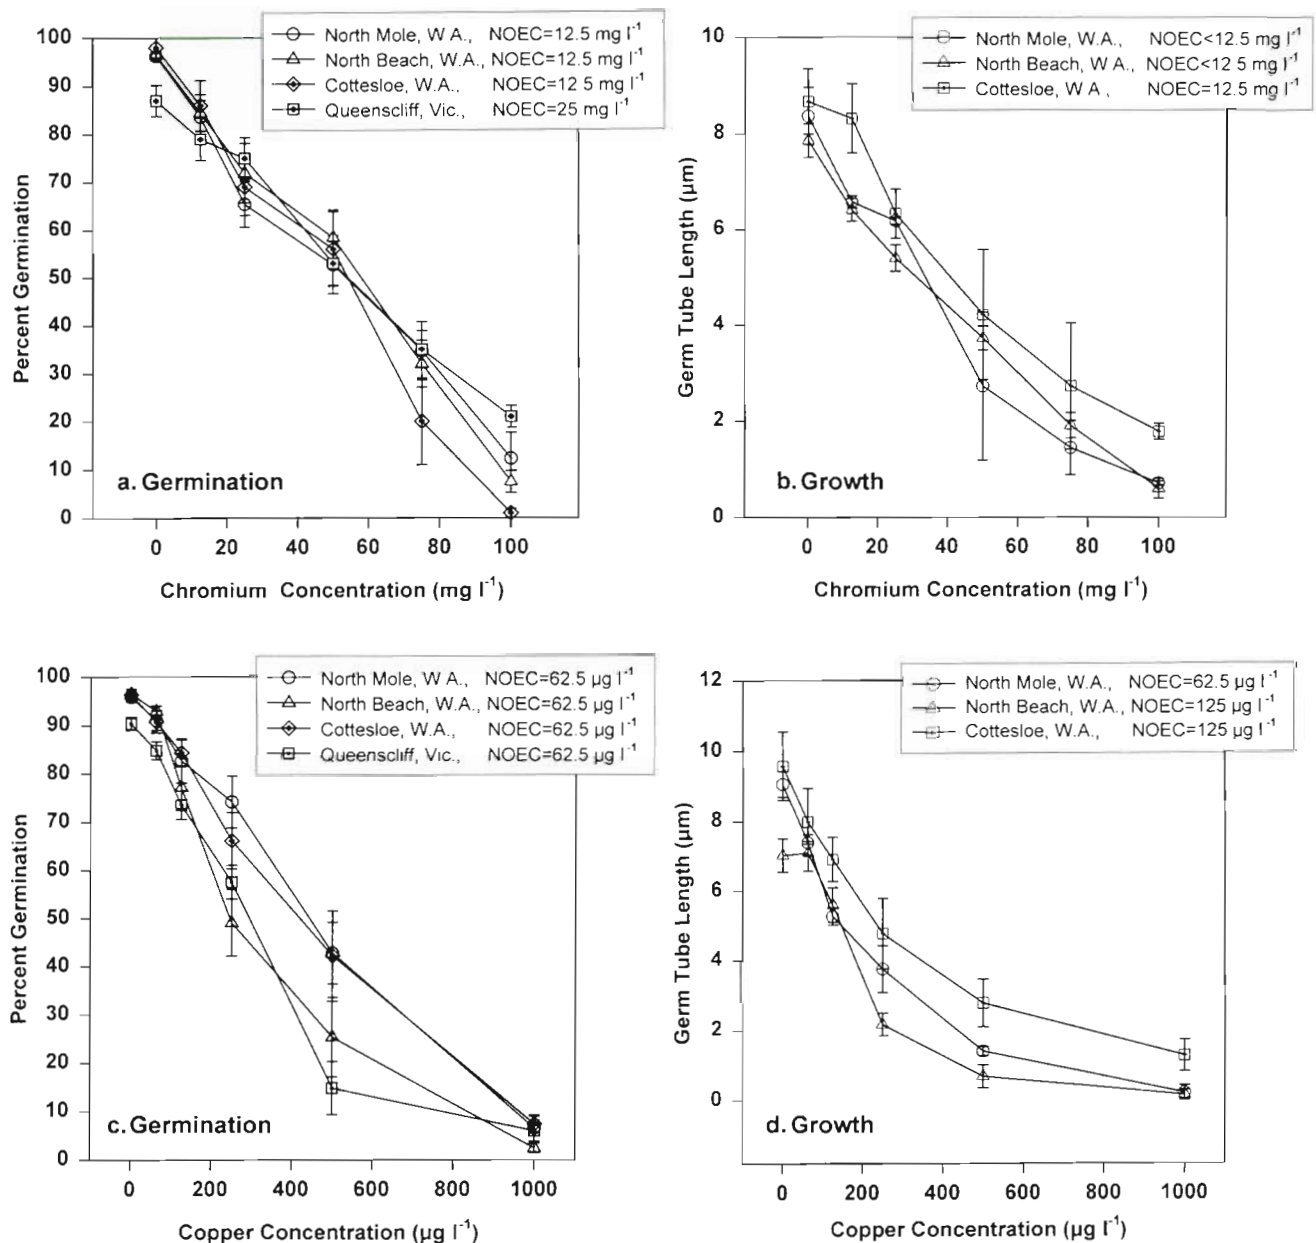 North Mole, W.A., NOEC=12.5 mg l⁻¹
North Beach, W.A., NOEC=12.5 mg l⁻¹
Cottesloe, W.A., NOEC=12 5 mg l⁻¹
Queenscliff, Vic., NOEC=25 mg l⁻¹
100
90
80
70
60
50
40
30
20
10
0
Percent Germination
a. Germination
0 20 40 60 80 100
Chromium Concentration (mg l⁻¹)
North Mole, W.A., NOEC<12.5 mg l⁻¹
North Beach, W A, NOEC<12 5 mg l⁻¹
Cottesloe, W A , NOEC=12.5 mg l⁻¹
10
8
6
4
2
0
Germ Tube Length (µm)
b. Growth
0 20 40 60 80 100
Chromium Concentration (mg l⁻¹)
North Mole, W.A., NOEC=62.5 µg l⁻¹
North Beach, W.A., NOEC=62.5 µg l⁻¹
Cottesloe, W.A., NOEC=62.5 µg l⁻¹
Queenscliff, Vic., NOEC=62.5 µg l⁻¹
100
90
80
70
60
50
40
30
20
10
0
Percent Germination
c. Germination
0 200 400 600 800 1000
Copper Concentration (µg l⁻¹)
North Mole, W.A., NOEC=62.5 µg l⁻¹
North Beach, W.A., NOEC=125 µg l⁻¹
Cottesloe, W.A., NOEC=125 µg l⁻¹
12
10
8
6
4
2
0
Germ Tube Length (µm)
d. Growth
0 200 400 600 800 1000
Copper Concentration (µg l⁻¹)